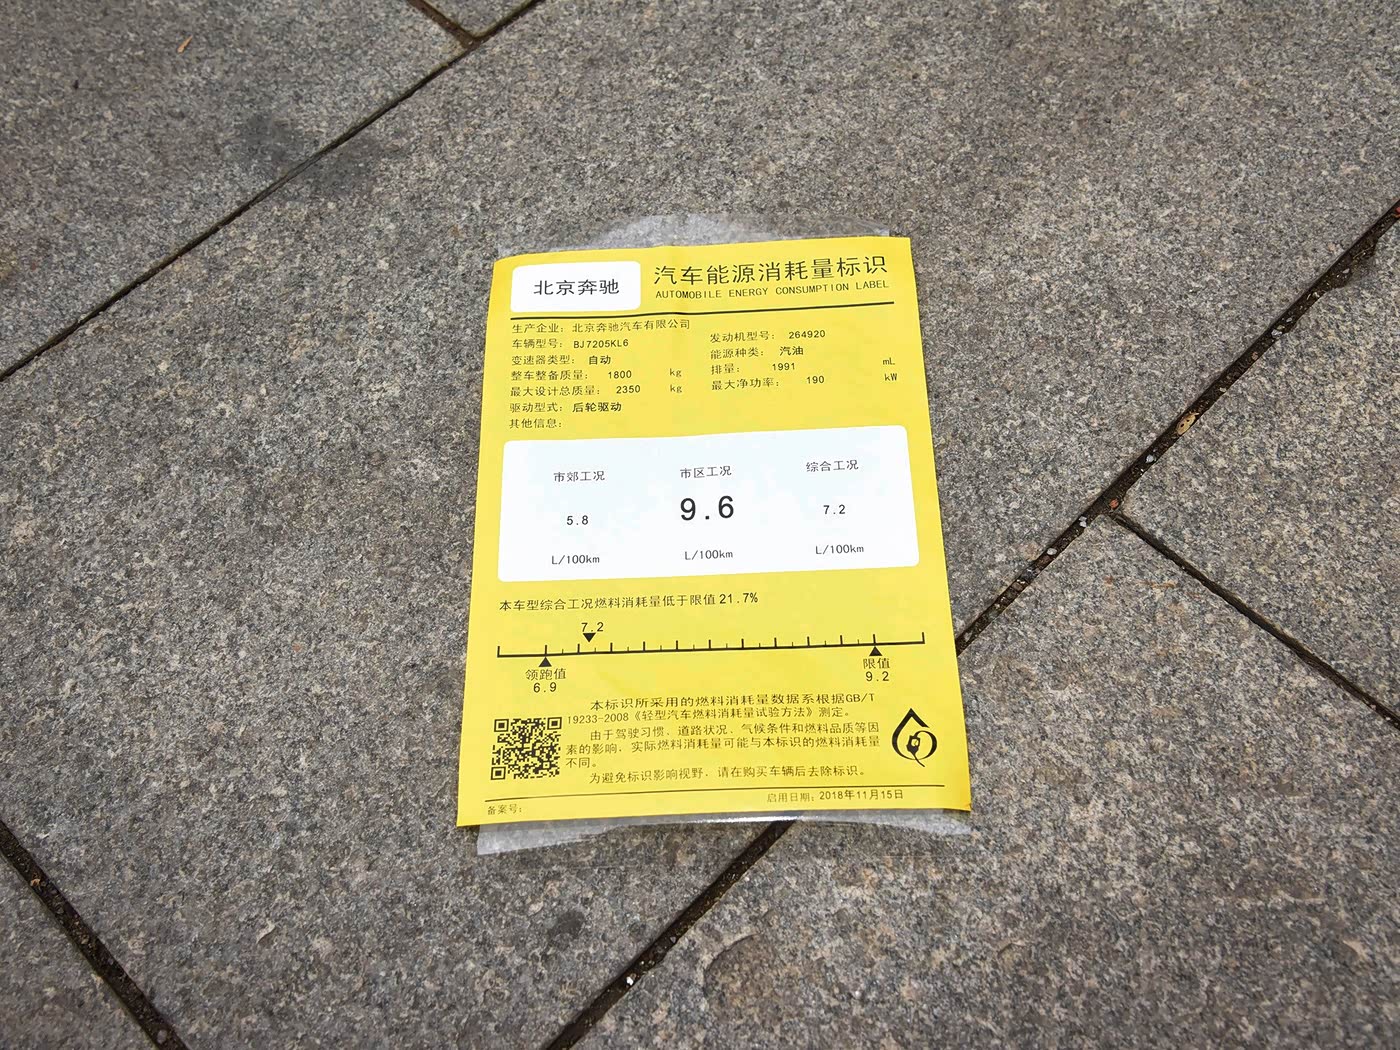 北京奔驰
汽车能源消耗量标识
AUTOMOBILE ENERGY CONSUMPTION LABEL
生产企业: 北京奔驰汽车有限公司
车辆型号: BJ7205KL6
变速器类型: 自动
整车整备质量: 1800 kg
最大设计总质量: 2350 kg
驱动型式: 后轮驱动
其他信息:
发动机型号: 264920
能源种类: 汽油
排量: 1991 mL
最大净功率: 190 kW
市郊工况 市区工况 综合工况
5.8 9.6 7.2
L/100km L/100km L/100km
本车型综合工况燃料消耗量低于限值21.7%
7.2
领跑值 限值
6.9 9.2
本标识所采用的燃料消耗量数据系根据GB/T
19233-2008《轻型汽车燃料消耗量试验方法》测定。
由于驾驶习惯、道路状况、气候条件和燃料品质等因
素的影响，实际燃料消耗量可能与本标识的燃料消耗量
不同。
为避免标识影响视野，请在购买车辆后去除标识。
备案号:
启用日期: 2018年11月15日